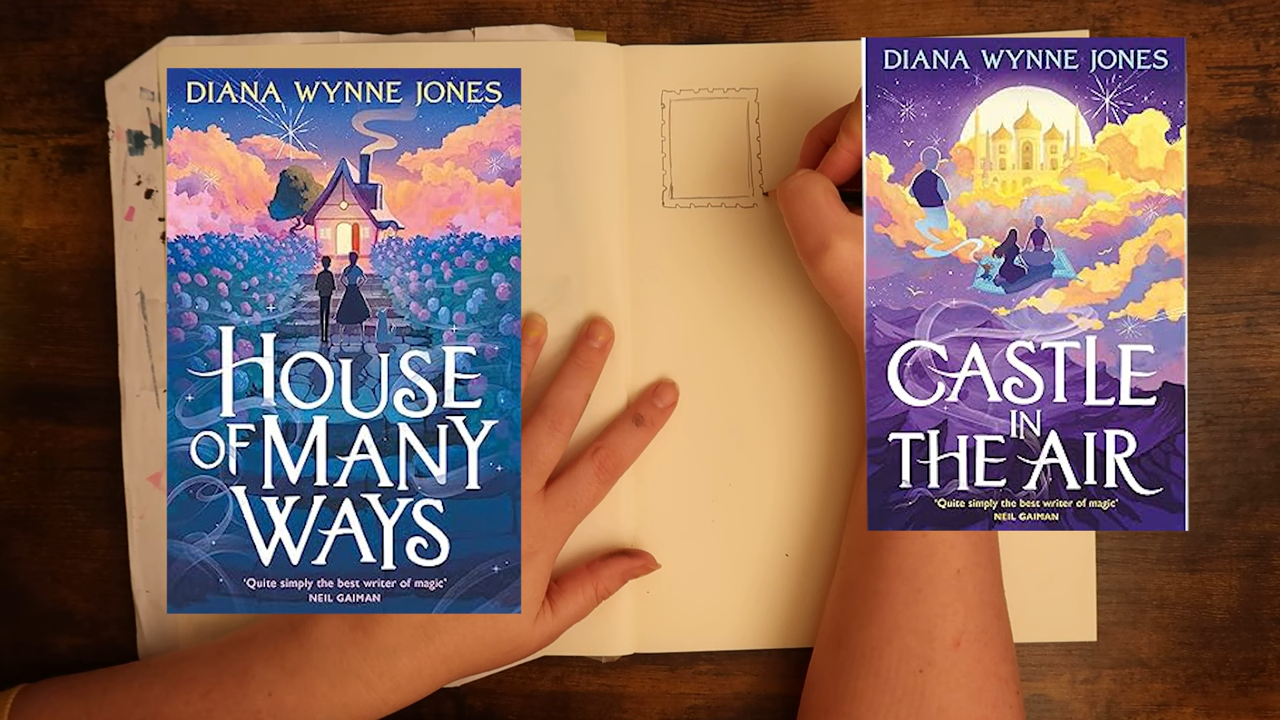 DIANA WYNNE JONES
HOUSE
OF MANY
WAYS
'Quite simply the best writer of magic'
NEIL GAIMAN
DIANA WYNNE JONES
CASTLE
IN
THE AIR
'Quite simply the best writer of magic'
NEIL GAIMAN